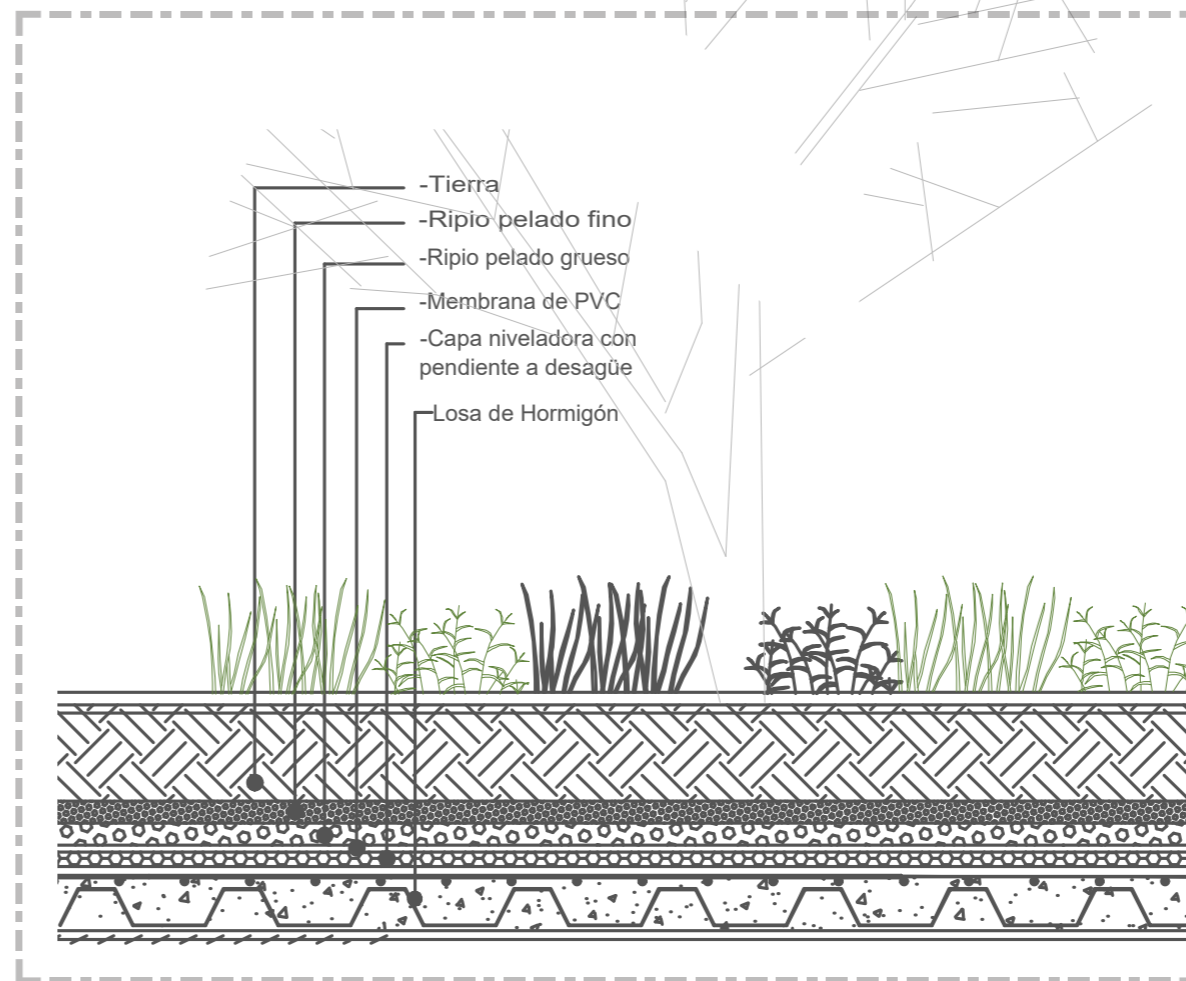 -Tierra
-Ripio pelado fino
-Ripio pelado grueso
-Membrana de PVC
-Capa niveladora con
pendiente a desagüe
Losa de Hormigón